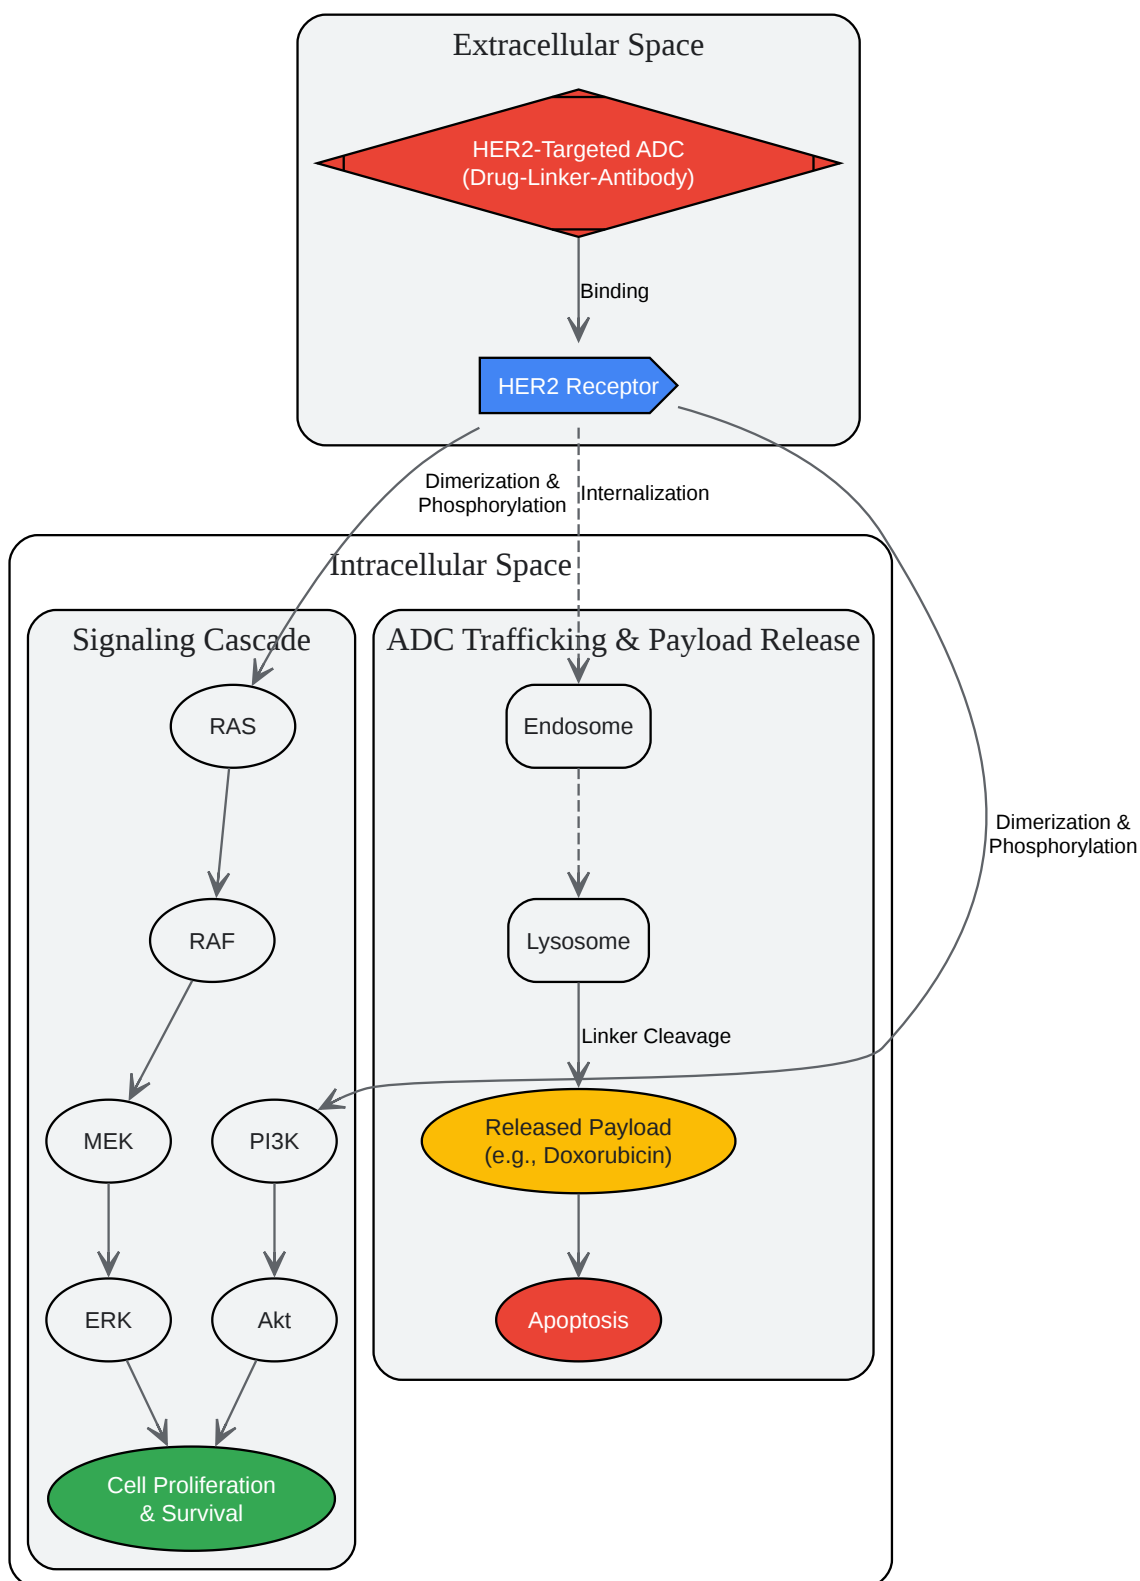 Extracellular Space
HER2-Targeted ADC
(Drug-Linker-Antibody)
Binding
HER2 Receptor
Dimerization &
Phosphorylation
Internalization
Intracellular Space
Signaling Cascade
ADC Trafficking & Payload Release
RAS
Endosome
Dimerization &
Phosphorylation
RAF
Lysosome
Linker Cleavage
MEK
PI3K
Released Payload
(e.g., Doxorubicin)
ERK
Akt
Apoptosis
Cell Proliferation
& Survival